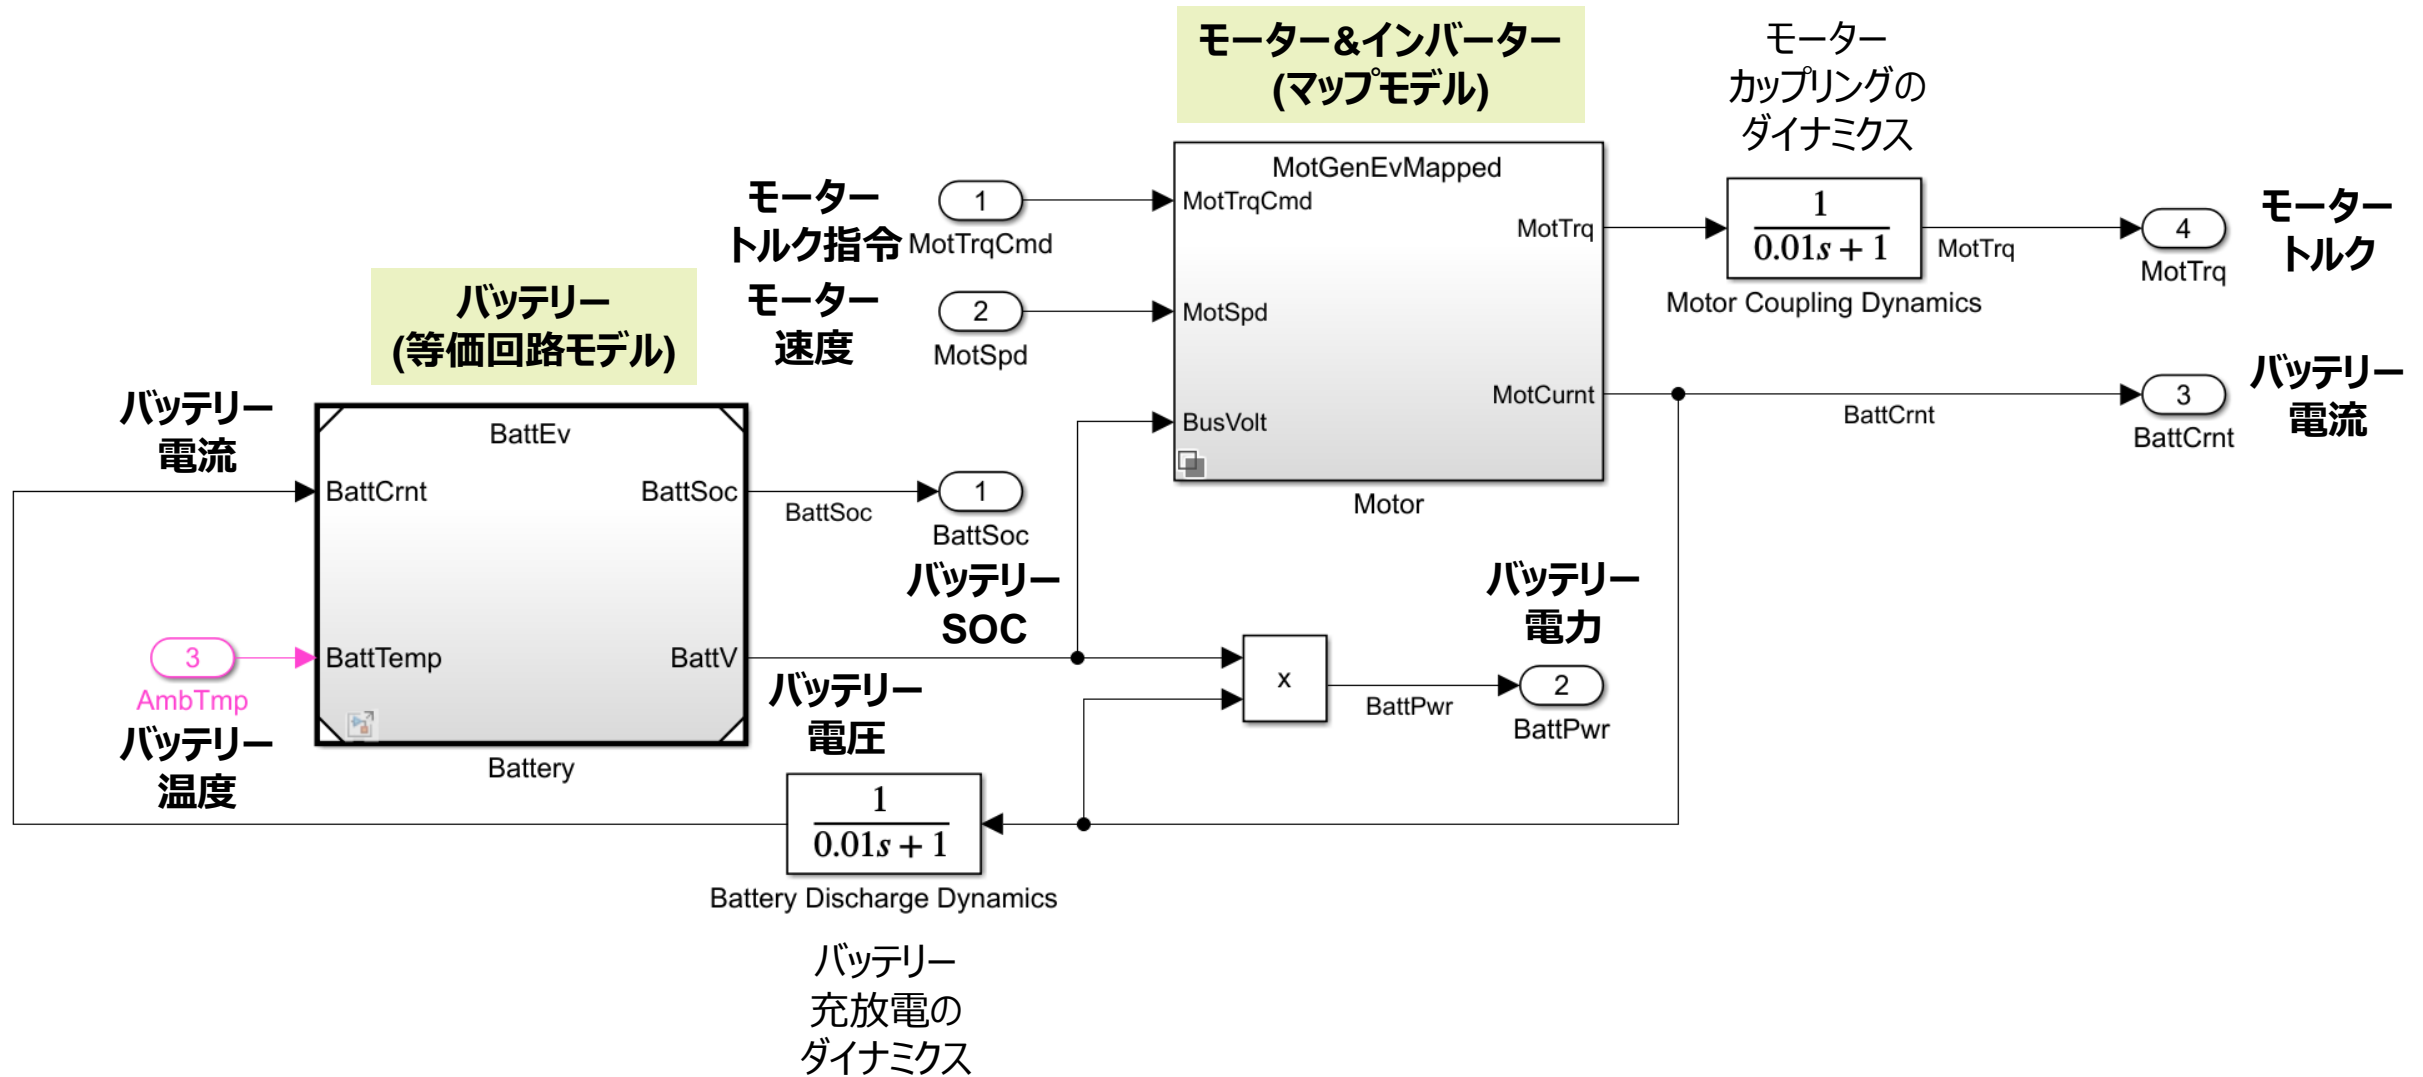 モーター&インバーター
(マップモデル)
モーター
カップリングの
ダイナミクス
MotGenEvMapped
モーター
トルク指令
1
MotTrqCmd
MotTrqCmd
MotTrq
1
0.01s + 1
MotTrq
Motor Coupling Dynamics
4
MotTrq
モーター
トルク
モーター
速度
2
MotSpd
MotSpd
バッテリー
(等価回路モデル)
MotCurnt
BattCrnt
3
BattCrnt
バッテリー
電流
BusVolt
Motor
バッテリー
電流
BattEv
BattCrnt
BattSoc
BattSoc
1
BattSoc
バッテリー
SOC
3
AmbTmp
バッテリー
温度
BattTemp
BattV
Battery
バッテリー
電圧
x
バッテリー
電力
BattPwr
2
BattPwr
1
0.01s + 1
Battery Discharge Dynamics
バッテリー
充放電の
ダイナミクス